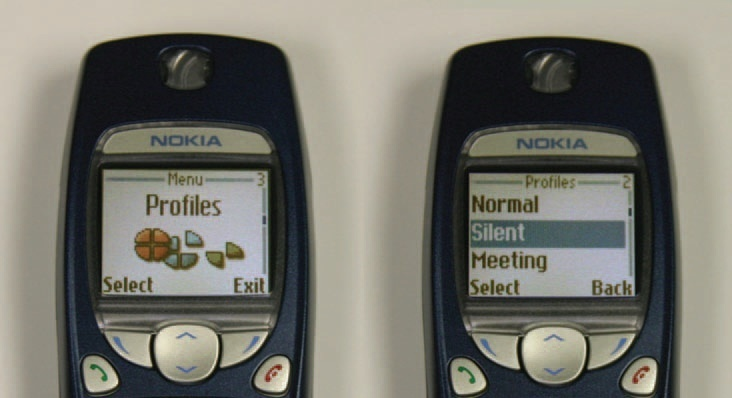 NOKIA
Menu 3
Profiles
Select Exit
NOKIA
Profiles 2
Normal
Silent
Meeting
Select Back